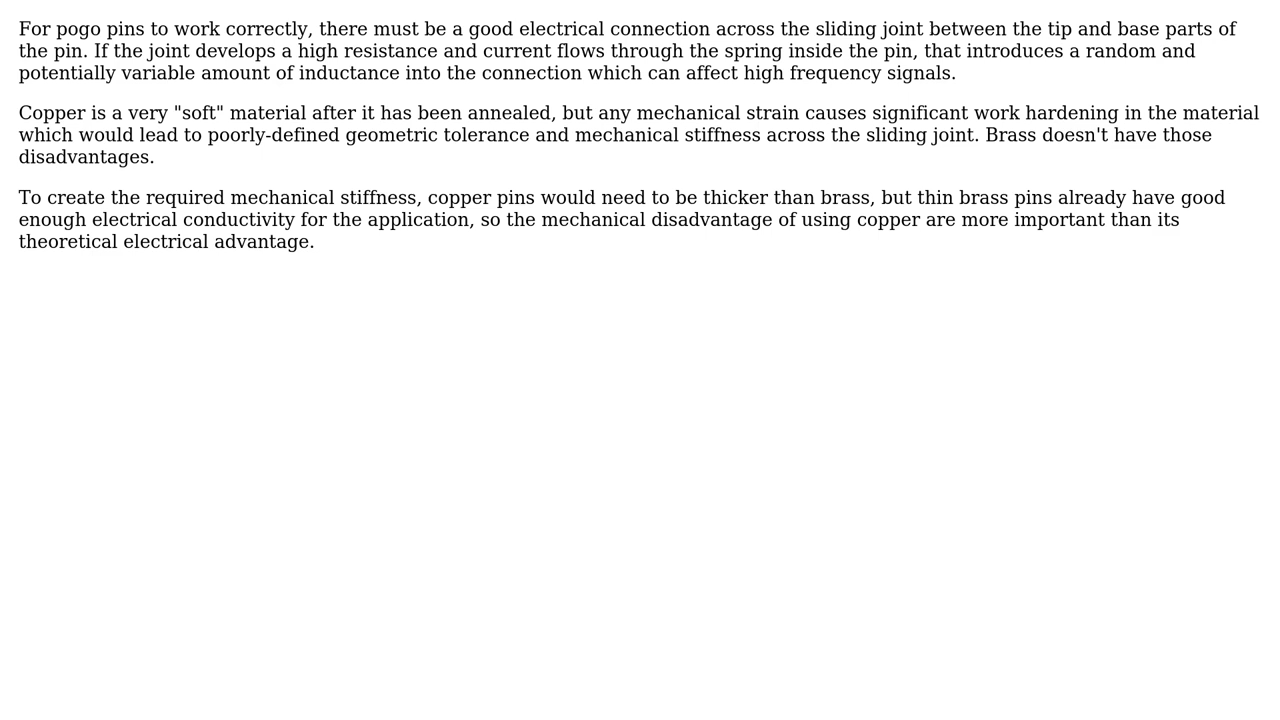 For pogo pins to work correctly, there must be a good electrical connection across the sliding joint between the tip and base parts of
the pin. If the joint develops a high resistance and current flows through the spring inside the pin, that introduces a random and
potentially variable amount of inductance into the connection which can affect high frequency signals.
Copper is a very "soft" material after it has been annealed, but any mechanical strain causes significant work hardening in the material
which would lead to poorly-defined geometric tolerance and mechanical stiffness across the sliding joint. Brass doesn't have those
disadvantages.
To create the required mechanical stiffness, copper pins would need to be thicker than brass, but thin brass pins already have good
enough electrical conductivity for the application, so the mechanical disadvantage of using copper are more important than its
theoretical electrical advantage.